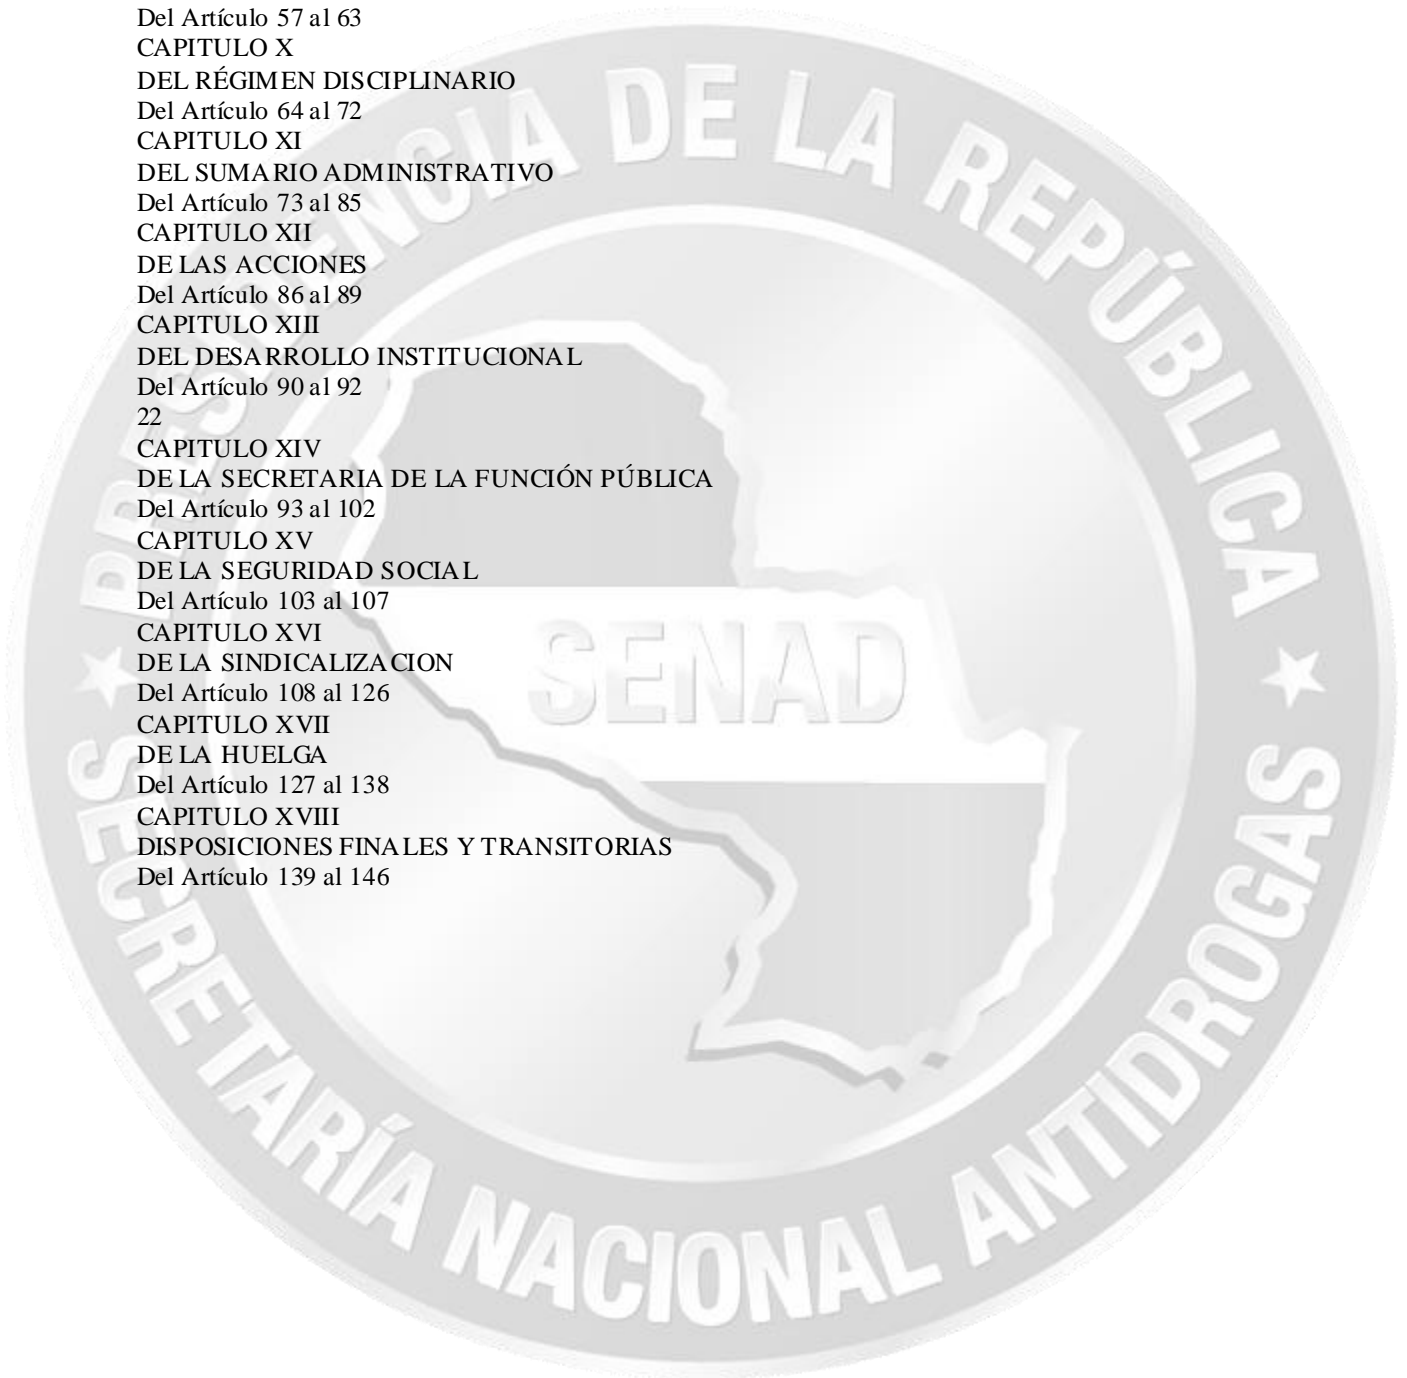 Del Artículo 57 al 63
CAPITULO X
DEL RÉGIMEN DISCIPLINARIO
Del Artículo 64 al 72
CAPITULO XI
DEL SUMARIO ADMINISTRATIVO
Del Artículo 73 al 85
CAPITULO XII
DE LAS ACCIONES
Del Artículo 86 al 89
CAPITULO XIII
DEL DESARROLLO INSTITUCIONAL
Del Artículo 90 al 92
22
CAPITULO XIV
DE LA SECRETARIA DE LA FUNCIÓN PÚBLICA
Del Artículo 93 al 102
CAPITULO XV
DE LA SEGURIDAD SOCIAL
Del Artículo 103 al 107
CAPITULO XVI
DE LA SINDICALIZACION
Del Artículo 108 al 126
CAPITULO XVII
DE LA HUELGA
Del Artículo 127 al 138
CAPITULO XVIII
DISPOSICIONES FINALES Y TRANSITORIAS
Del Artículo 139 al 146
PRESIDENCIA DE LA REPÚBLICA
SENAD
SECRETARÍA NACIONAL ANTIDROGAS